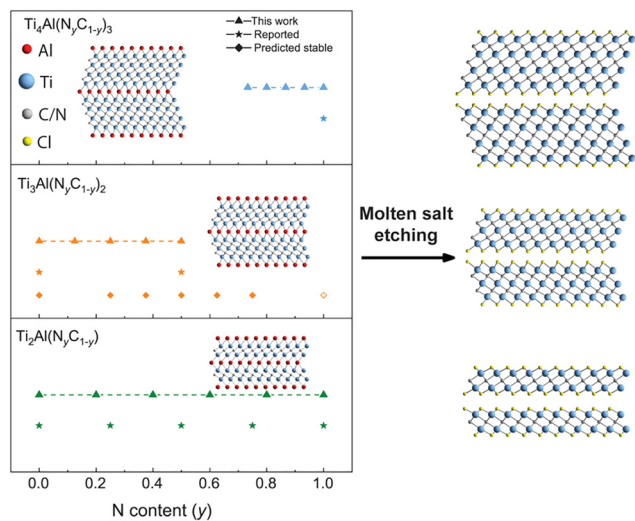 Ti4Al(NyC1-y)3
Al
Ti
C/N
Cl
This work
Reported
Predicted stable
Ti3Al(NyC1-y)2
Ti2Al(NyC1-y)
0.0 0.2 0.4 0.6 0.8 1.0
N content (y)
Molten salt
etching